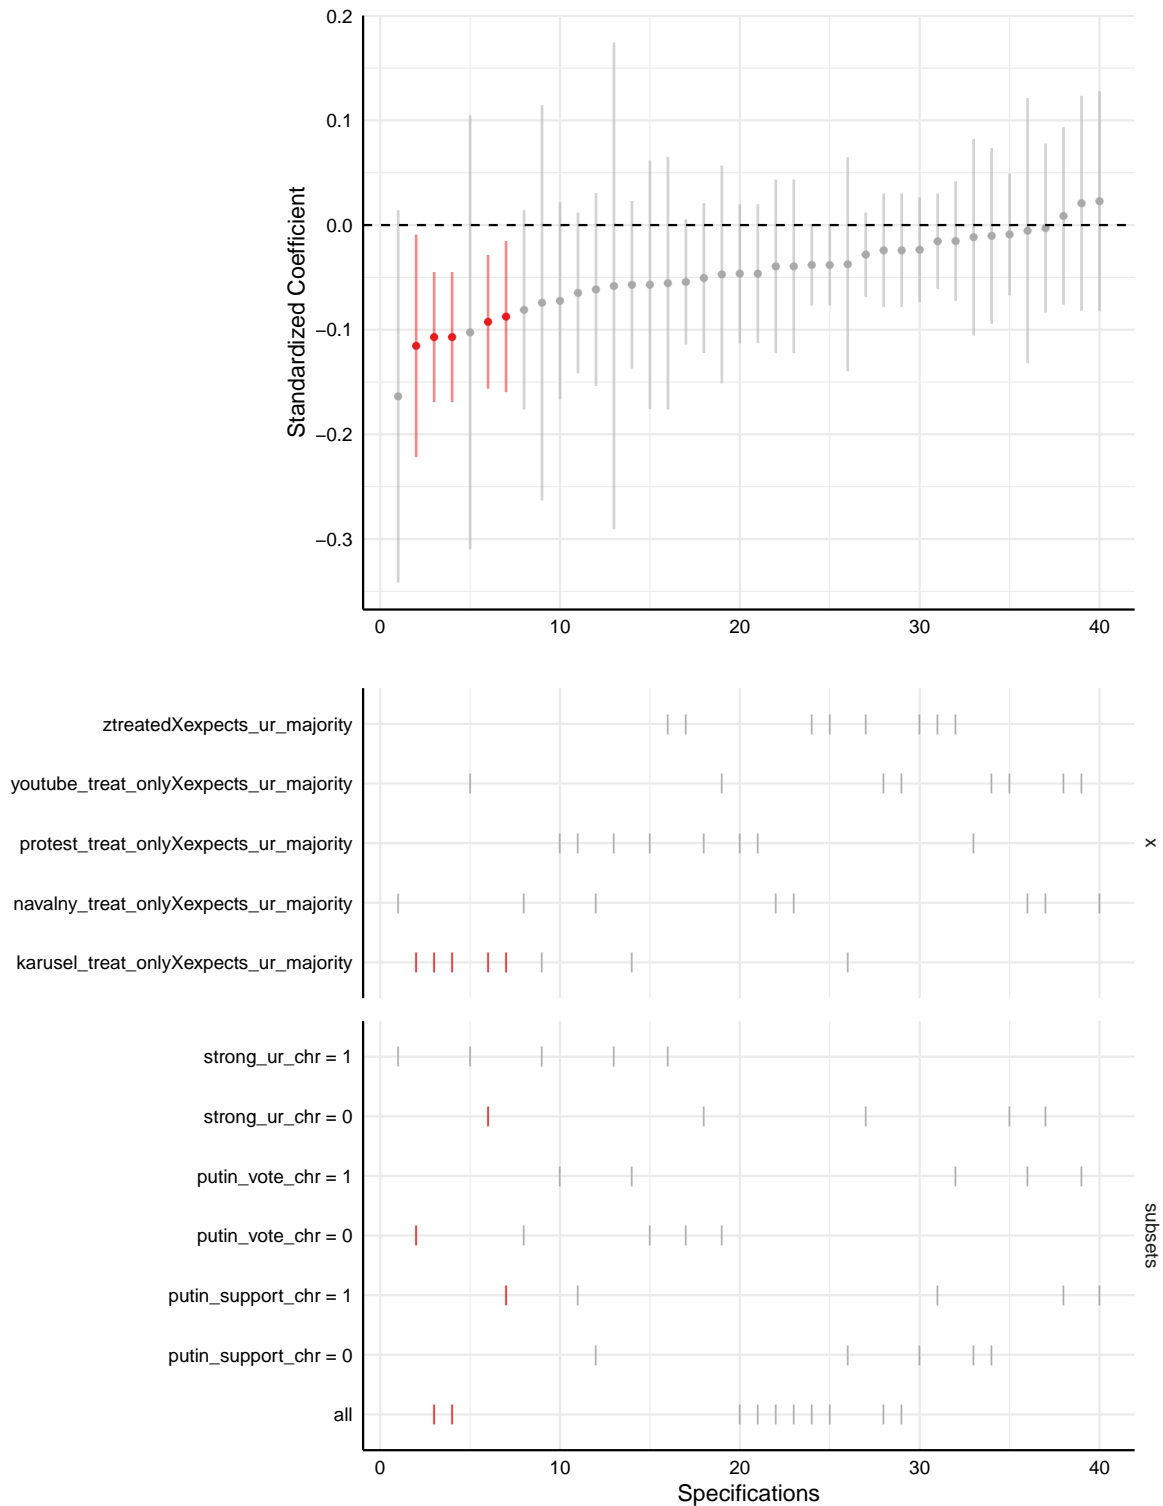 0.2
0.1
0.0
−0.1
−0.2
−0.3
Standardized Coefficient
0 10 20 30 40
ztreatedXexpects_ur_majority
youtube_treat_onlyXexpects_ur_majority
protest_treat_onlyXexpects_ur_majority
navalny_treat_onlyXexpects_ur_majority
karusel_treat_onlyXexpects_ur_majority
x
strong_ur_chr = 1
strong_ur_chr = 0
putin_vote_chr = 1
putin_vote_chr = 0
putin_support_chr = 1
putin_support_chr = 0
all
subsets
0 10 20 30 40
Specifications